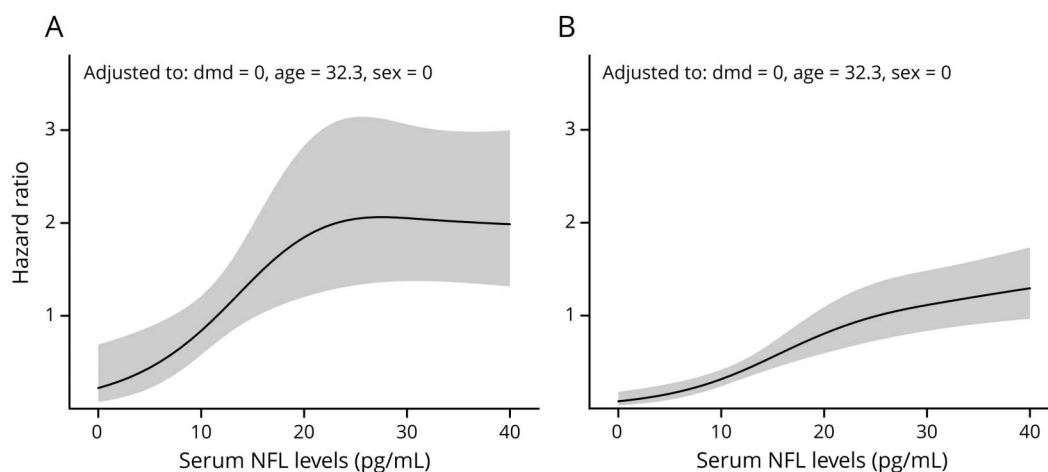 A
Adjusted to: dmd = 0, age = 32.3, sex = 0
3
2
1
Hazard ratio
0 10 20 30 40
Serum NFL levels (pg/mL)
B
Adjusted to: dmd = 0, age = 32.3, sex = 0
3
2
1
0 10 20 30 40
Serum NFL levels (pg/mL)